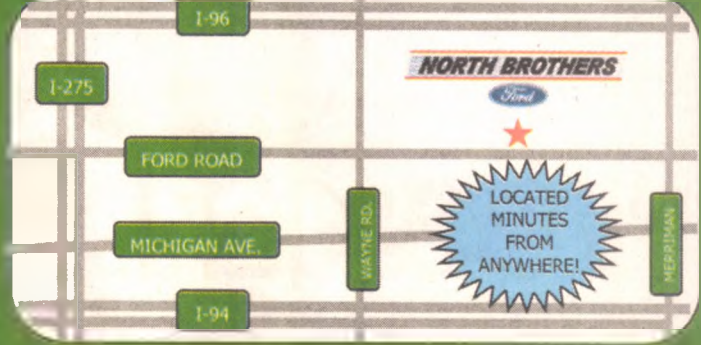 I-96
I-275
NORTH BROTHERS
Ford
FORD ROAD
MICHIGAN AVE.
WAYNE RD.
LOCATED
MINUTES
FROM
ANYWHERE!
MERRIMAN
I-94